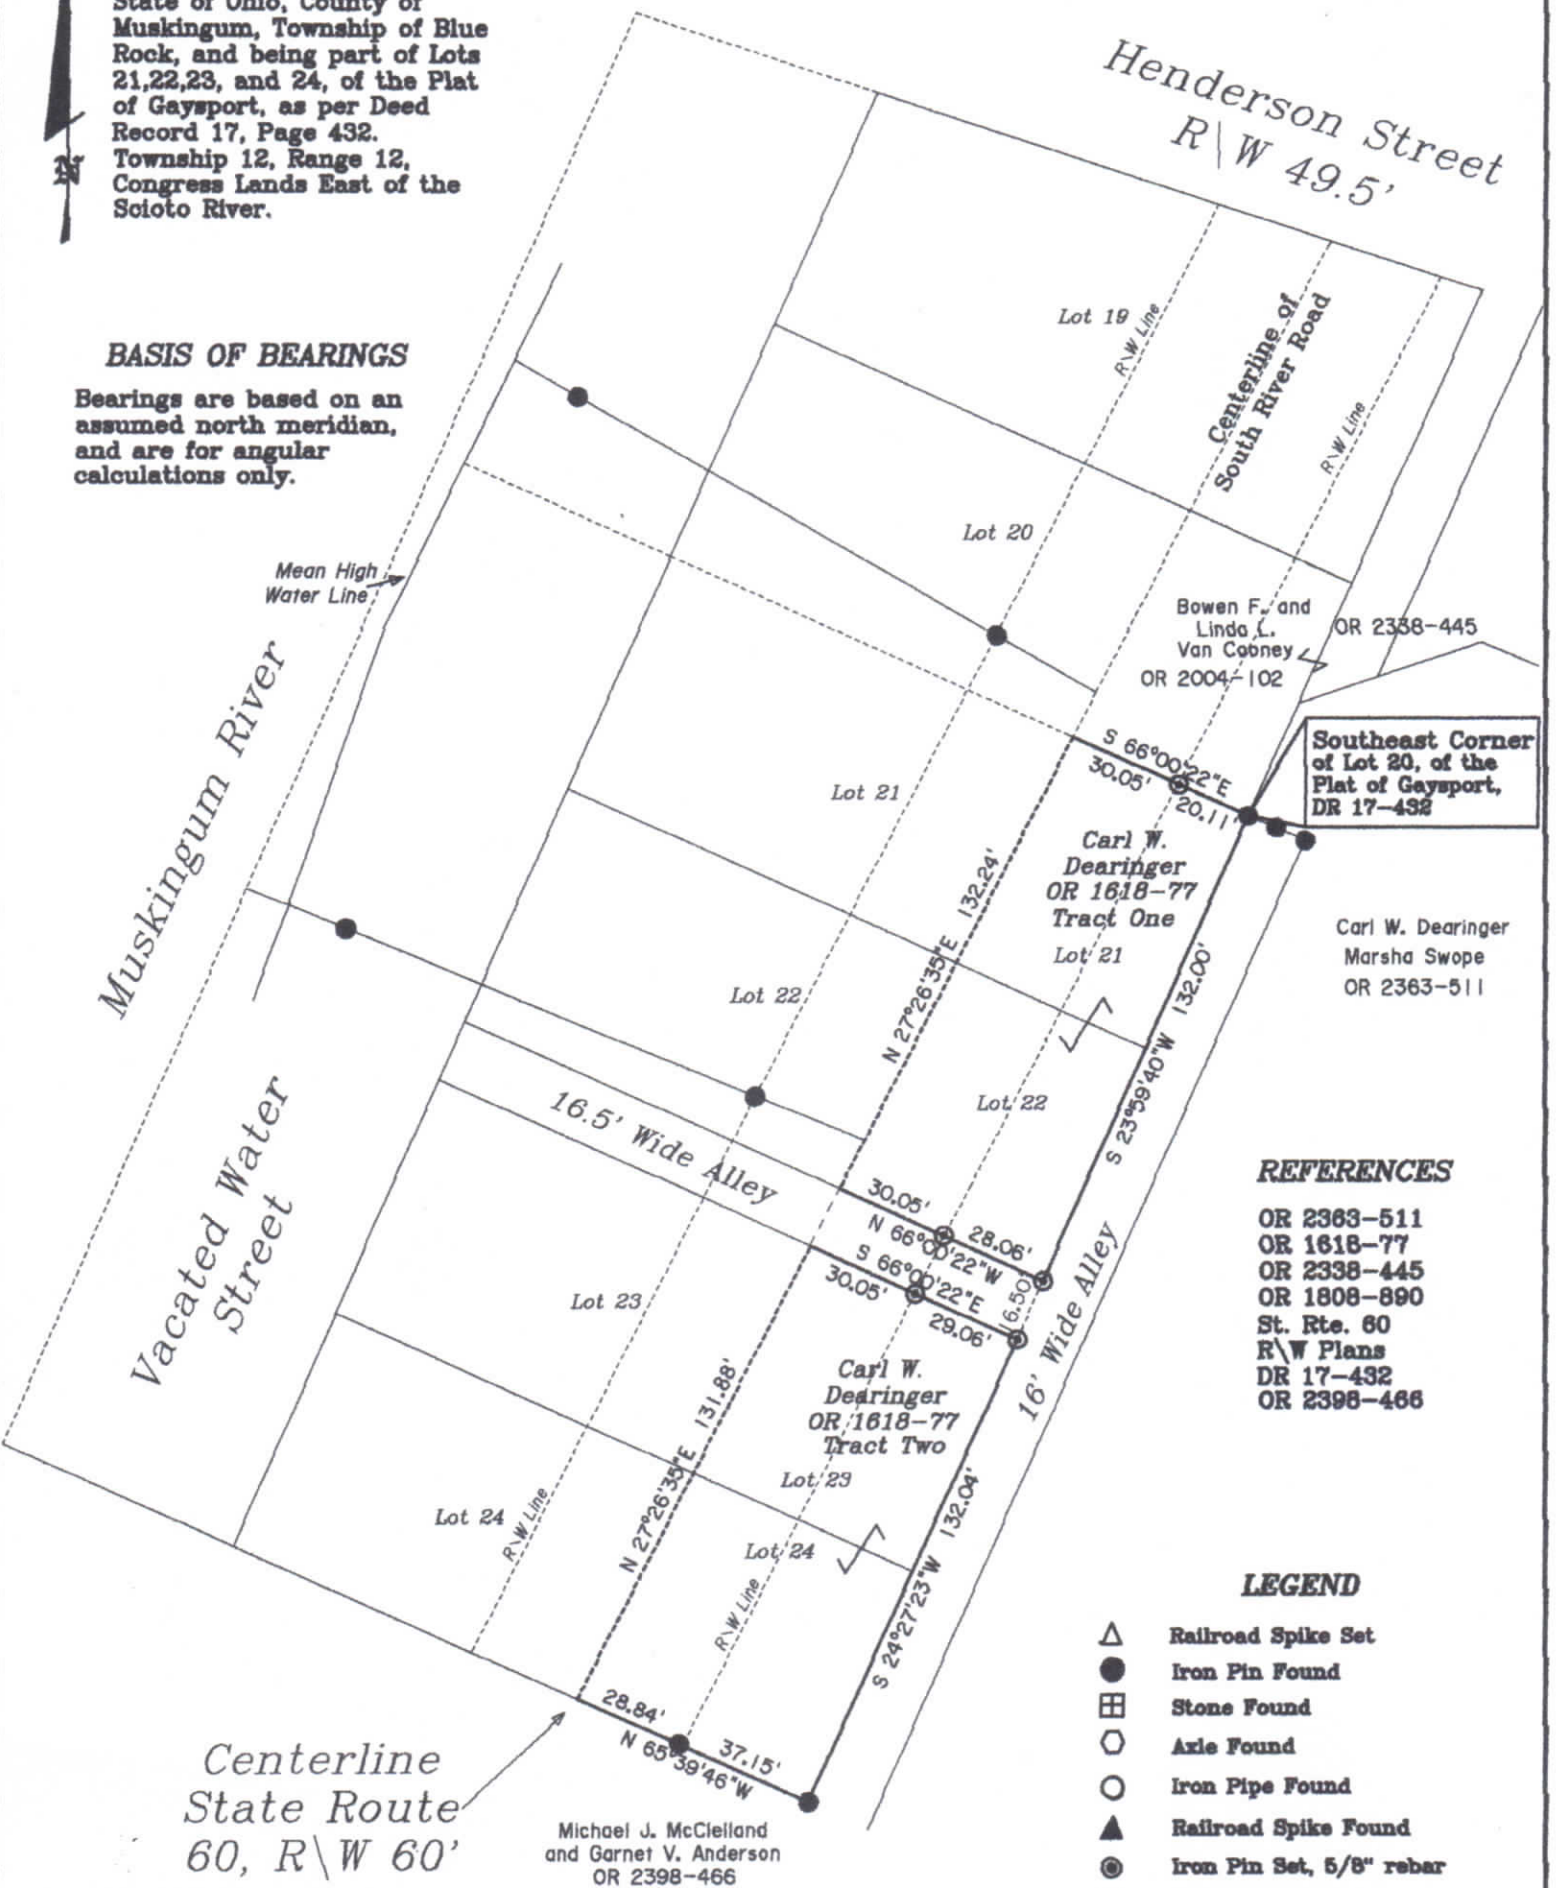 State of Ohio, County of
Muskingum, Township of Blue
Rock, and being part of Lots
21,22,23, and 24, of the Plat
of Gaysport, as per Deed
Record 17, Page 432.
Township 12, Range 12,
Congress Lands East of the
Scioto River.
N
Henderson Street
R\W 49.5'
BASIS OF BEARINGS
Bearings are based on an
assumed north meridian,
and are for angular
calculations only.
Lot 19
R\W Line
Centerline of
South River Road
R\W Line
Lot 20
Mean High
Water Line
Bowen F. and
Linda L.
Van Cooney
OR 2004-102
OR 2338-445
Muskingum River
S 66°00'22"E
30.05'
20.11'
Southeast Corner
of Lot 20, of the
Plat of Gaysport,
DR 17-432
Lot 21
Carl W.
Dearinger
OR 1618-77
Tract One
Lot 21
N 27°26'35"E 132.24'
S 23°59'40"W 132.00'
Carl W. Dearinger
Marsha Swope
OR 2363-511
Lot 22
Lot 22
16.5' Wide Alley
Vacated Water
Street
30.05'
28.06'
N 66°00'22"W
S 66°00'22"E
30.05'
29.06'
16.50'
16' Wide Alley
REFERENCES
OR 2363-511
OR 1618-77
OR 2338-445
OR 1808-890
St. Rte. 60
R\W Plans
DR 17-432
OR 2398-466
Lot 23
Carl W.
Dearinger
OR 1618-77
Tract Two
Lot 23
N 27°26'35"E 131.88'
S 24°27'23"W 132.04'
Lot 24
R\W Line
Lot 24
R\W Line
28.84'
37.15'
N 65°39'46"W
Centerline
State Route
60, R\W 60'
Michael J. McClelland
and Garnet V. Anderson
OR 2398-466
LEGEND
Railroad Spike Set
Iron Pin Found
Stone Found
Axle Found
Iron Pipe Found
Railroad Spike Found
Iron Pin Set, 5/8" rebar